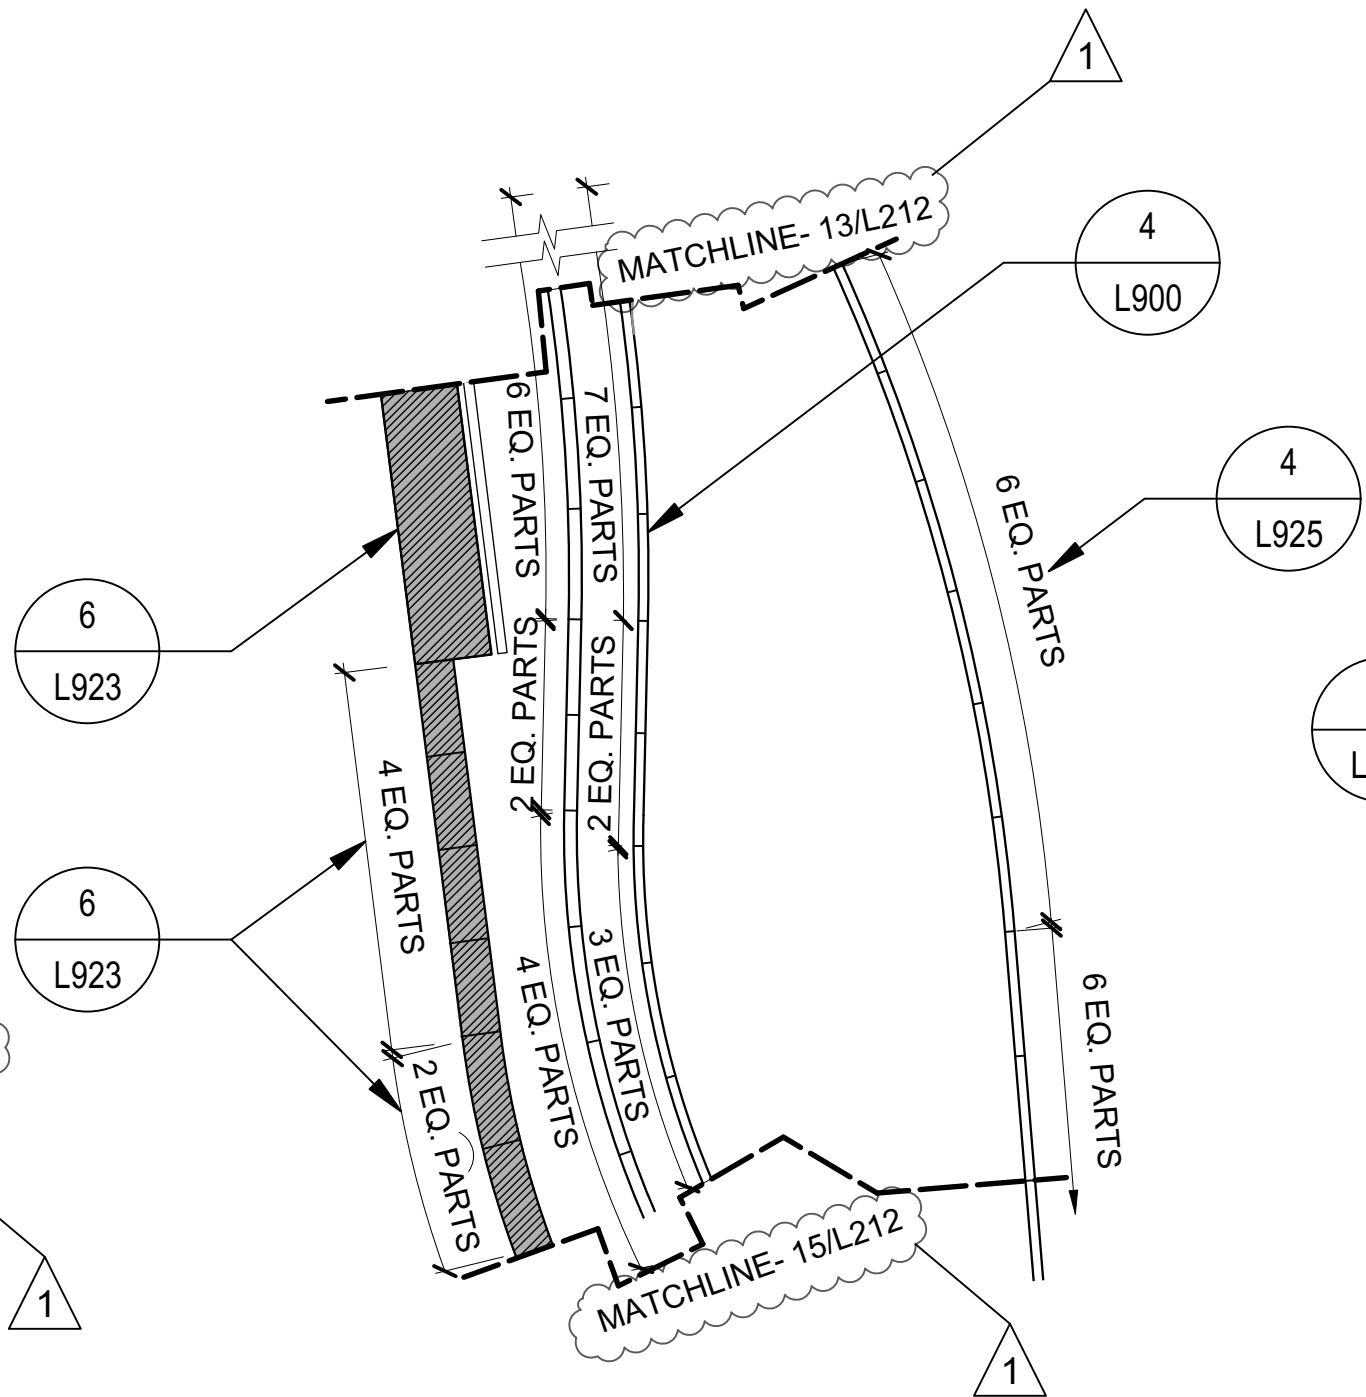 1
MATCHLINE- 13/L212
4
L900
6 EQ. PARTS
7 EQ. PARTS
6 EQ. PARTS
4
L925
6
L923
2 EQ. PARTS
2 EQ. PARTS
L
4 EQ. PARTS
6
L923
4 EQ. PARTS
3 EQ. PARTS
6 EQ. PARTS
2 EQ. PARTS
MATCHLINE- 15/L212
1
1